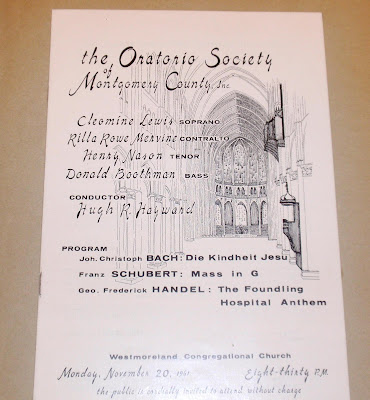 the Oratorio Society
of
Montgomery County, Inc
Cleomine Lewis SOPRANO
Rilla Rowe Mervine CONTRALTO
Henry Nason TENOR
Donald Boothman BASS
CONDUCTOR
Hugh R. Hayward
PROGRAM
Joh. Christoph BACH: Die Kindheit Jesu
Franz SCHUBERT: Mass in G
Geo. Frederick HANDEL: The Foundling
Hospital Anthem
Westmoreland Congregational Church
Monday, November 20, 1961 Eight-thirty P.M.
the public is cordially invited to attend without charge